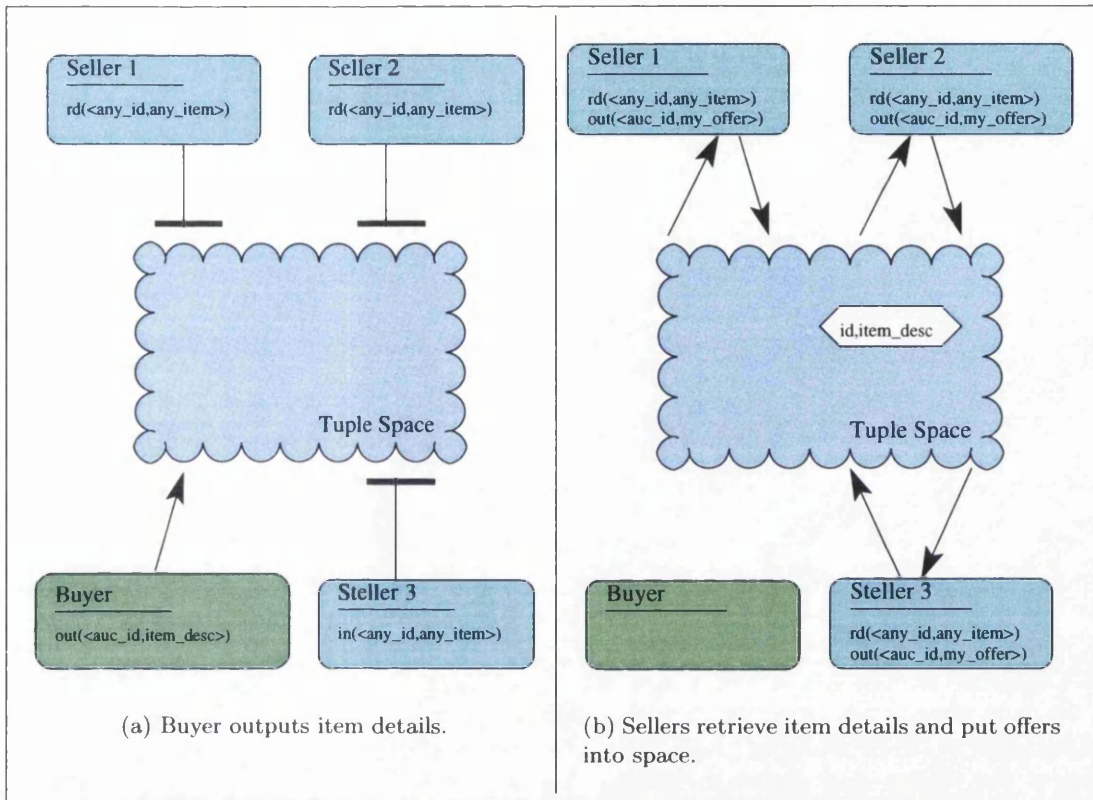 Seller 1
rd(<any_id,any_item>)
Seller 2
rd(<any_id,any_item>)
Tuple Space
Buyer
out(<auc_id,item_desc>)
Steller 3
in(<any_id,any_item>)
(a) Buyer outputs item details.
Seller 1
rd(<any_id,any_item>)
out(<auc_id,my_offer>)
Seller 2
rd(<any_id,any_item>)
out(<auc_id,my_offer>)
id,item_desc
Tuple Space
Buyer
Steller 3
rd(<any_id,any_item>)
out(<auc_id,my_offer>)
(b) Sellers retrieve item details and put offers
into space.